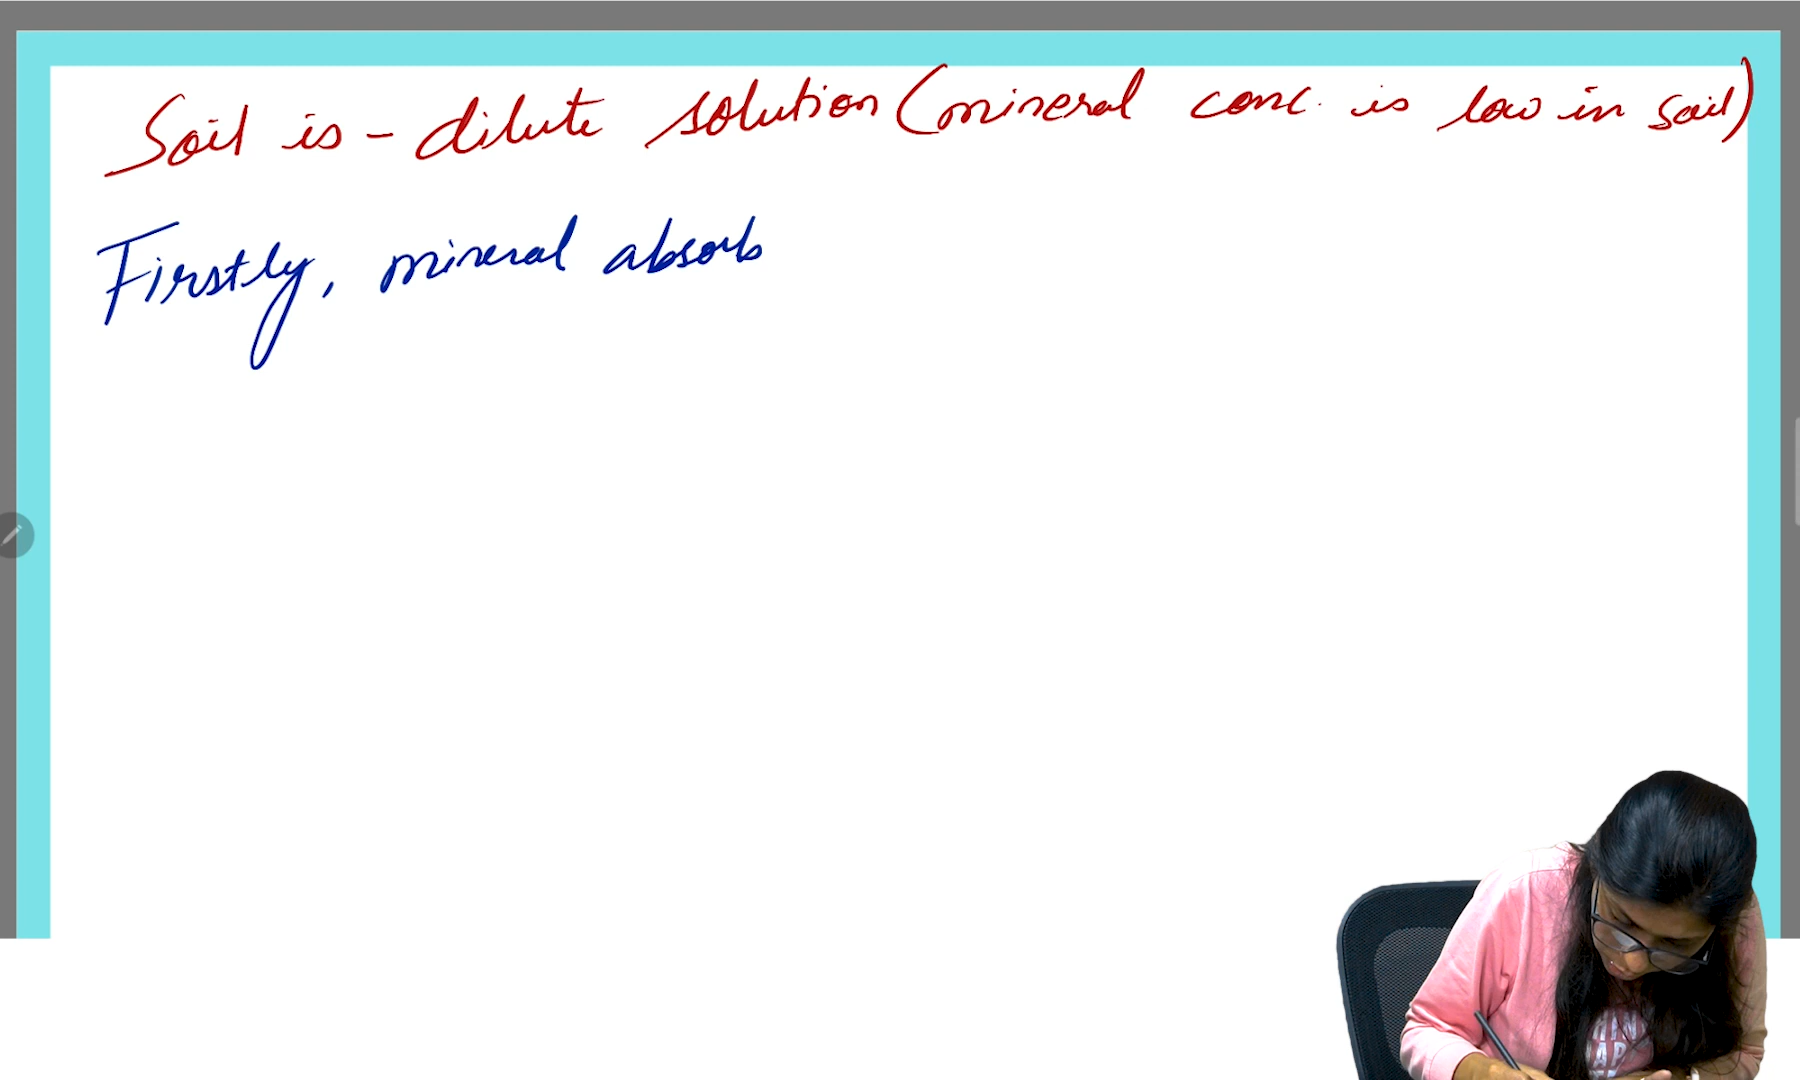 Soil is - dilute solution (mineral conc. is low in soil)
Firstly, mineral absorb